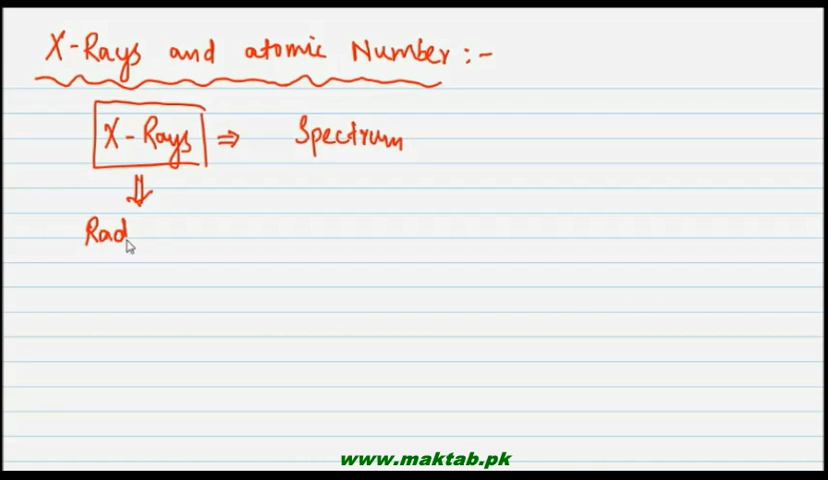 X-Rays and atomic Number :-
X-Rays ⇒ Spectrum
⇓
Rad
www.maktab.pk